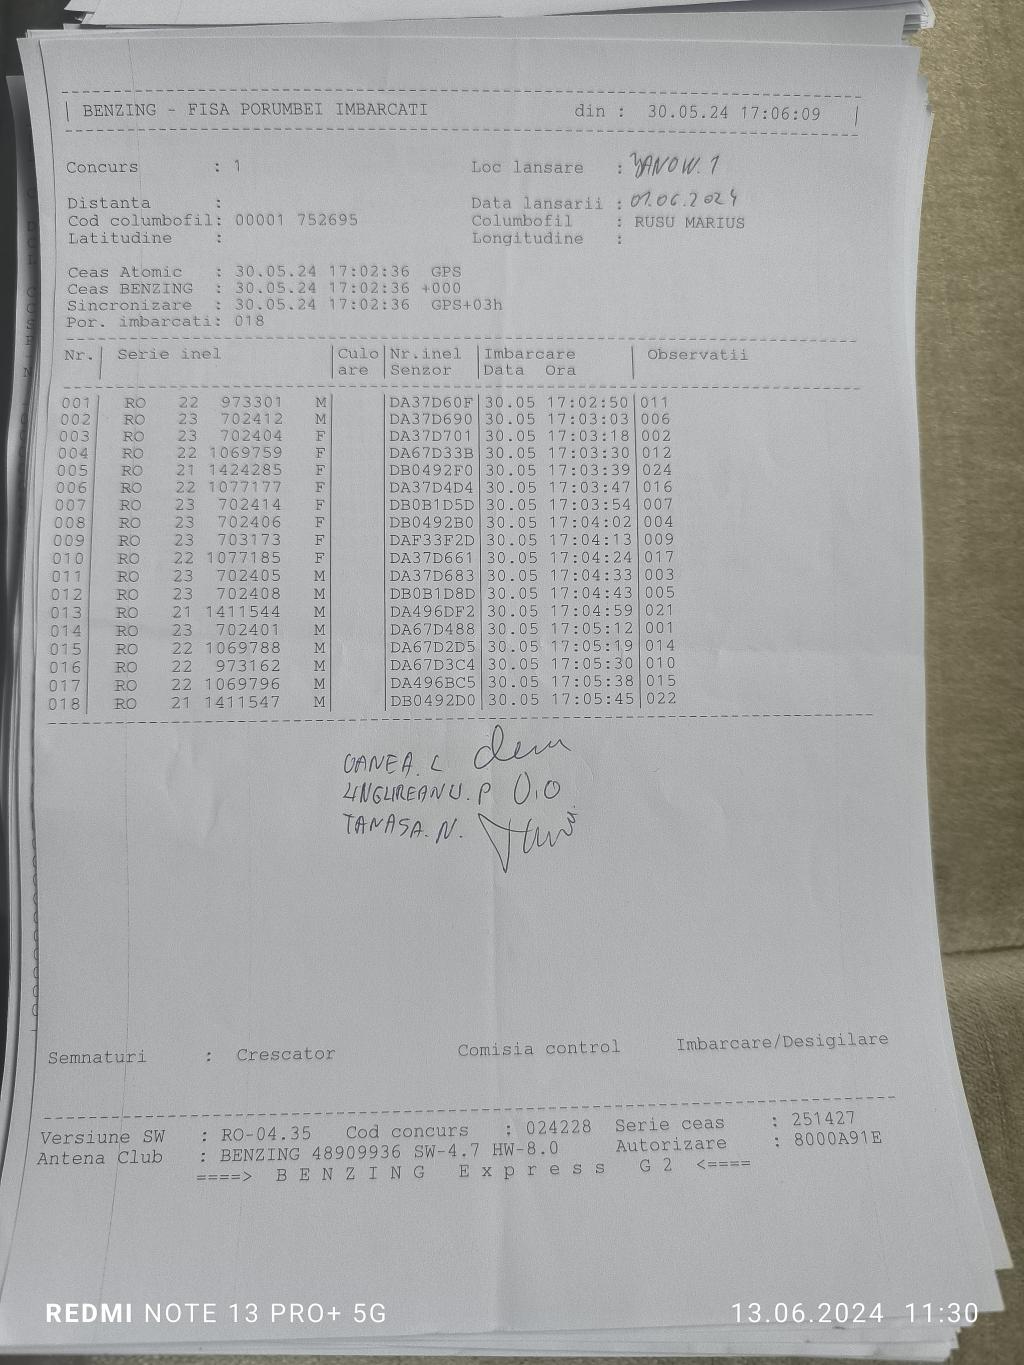 BENZING - FISA PORUMBEI IMBARCATI din : 30.05.24 17:06:09
Concurs : 1 Loc lansare : JANOW. 1
Distanta : Data lansarii : 01.06.2024
Cod columbofil: 00001 752695 Columbofil : RUSU MARIUS
Latitudine : Longitudine :
Ceas Atomic : 30.05.24 17:02:36 GPS
Ceas BENZING : 30.05.24 17:02:36 +000
Sincronizare : 30.05.24 17:02:36 GPS+03h
Por. imbarcati: 018
Nr. Serie inel Culo Nr.inel Imbarcare Observatii
are Senzor Data Ora
001 RO 22 973301 M DA37D60F 30.05 17:02:50 011
002 RO 23 702412 M DA37D690 30.05 17:03:03 006
003 RO 23 702404 F DA37D701 30.05 17:03:18 002
004 RO 22 1069759 F DA67D33B 30.05 17:03:30 012
005 RO 21 1424285 F DB0492F0 30.05 17:03:39 024
006 RO 22 1077177 F DA37D4D4 30.05 17:03:47 016
007 RO 23 702414 F DB0B1D5D 30.05 17:03:54 007
008 RO 23 702406 F DB0492B0 30.05 17:04:02 004
009 RO 23 703173 F DAF33F2D 30.05 17:04:13 009
010 RO 22 1077185 F DA37D661 30.05 17:04:24 017
011 RO 23 702405 M DA37D683 30.05 17:04:33 003
012 RO 23 702408 M DB0B1D8D 30.05 17:04:43 005
013 RO 21 1411544 M DA496DF2 30.05 17:04:59 021
014 RO 23 702401 M DA67D488 30.05 17:05:12 001
015 RO 22 1069788 M DA67D2D5 30.05 17:05:19 014
016 RO 22 973162 M DA67D3C4 30.05 17:05:30 010
017 RO 22 1069796 M DA496BC5 30.05 17:05:38 015
018 RO 21 1411547 M DB0492D0 30.05 17:05:45 022
OANEA. C
UNGUREANU. P
TANASA. N.
Semnaturi : Crescator Comisia control Imbarcare/Desigilare
Versiune SW : RO-04.35 Cod concurs : 024228 Serie ceas : 251427
Antena Club : BENZING 48909936 SW-4.7 HW-8.0 Autorizare : 8000A91E
====> B E N Z I N G E x p r e s s G 2 <====
REDMI NOTE 13 PRO+ 5G 13.06.2024 11:30